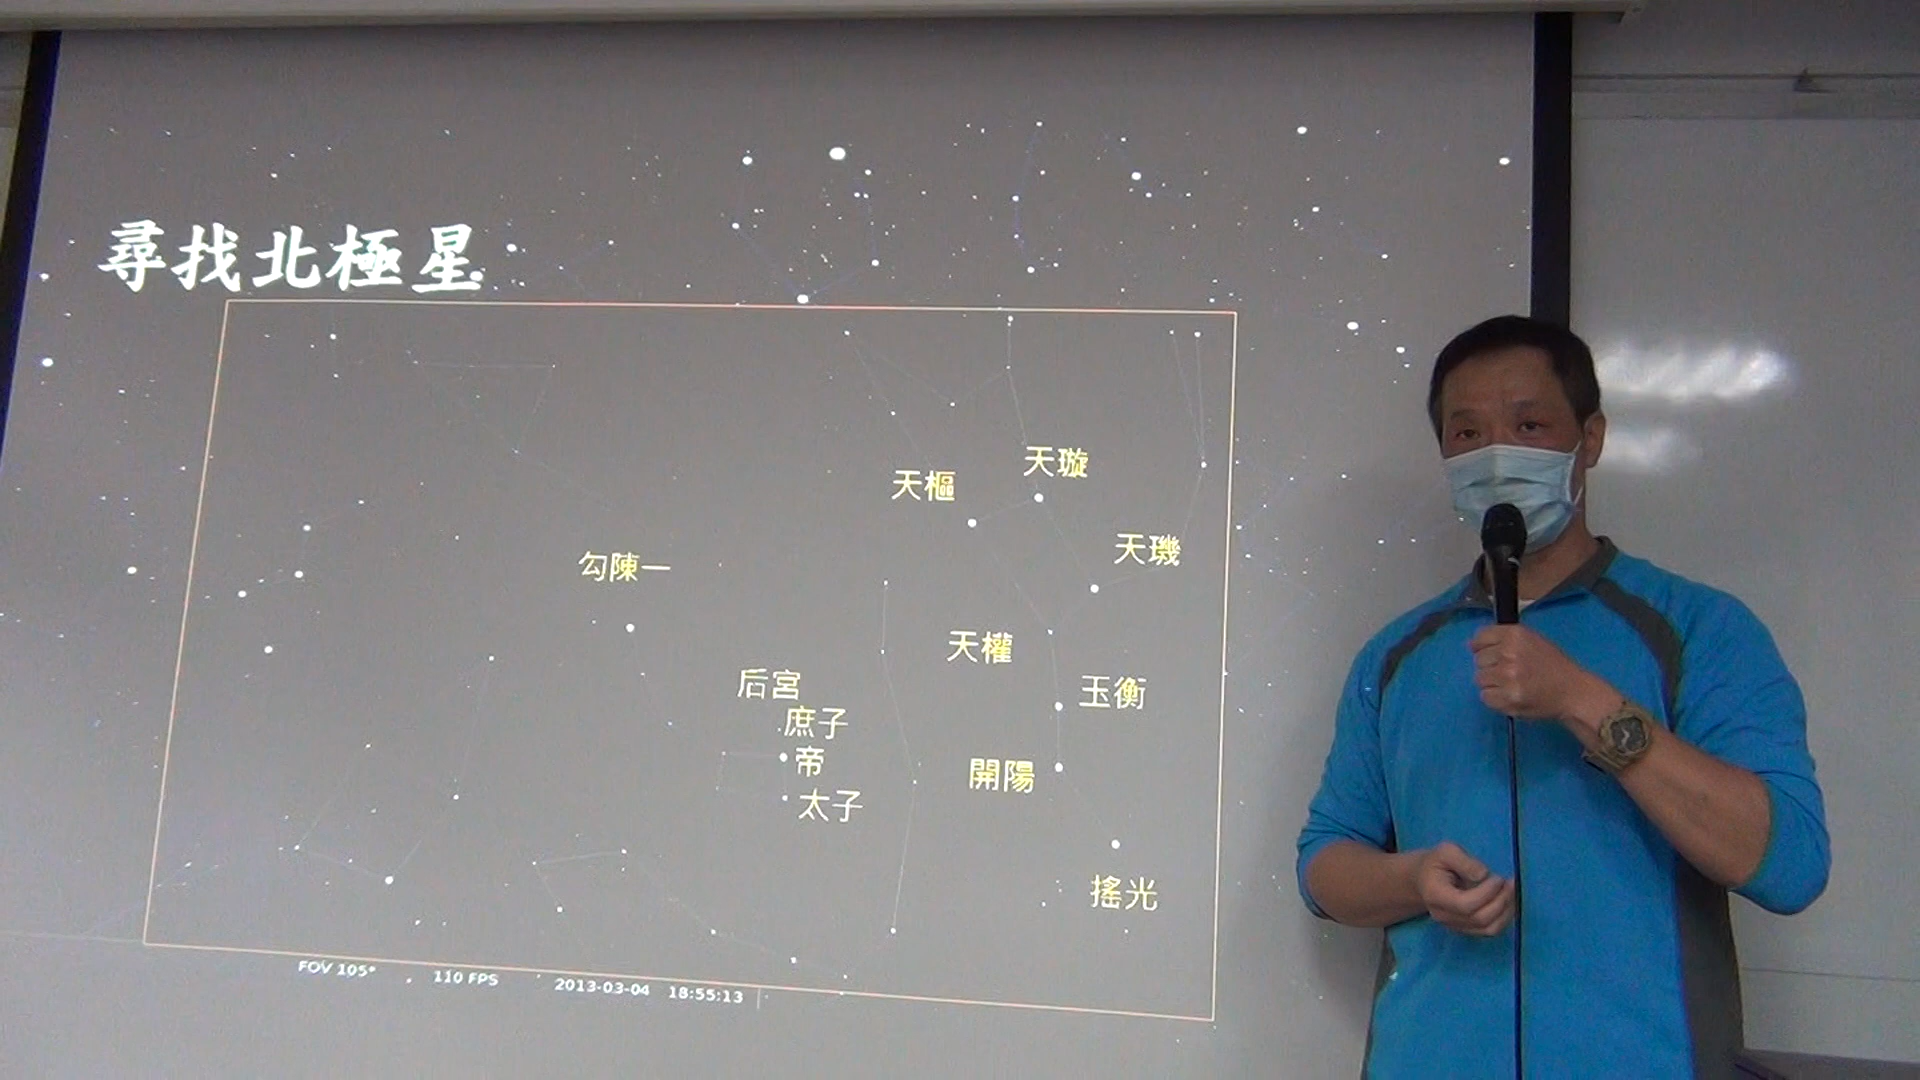 尋找北極星
天璇
天樞
天璣
勾陳一
天權
后宮
玉衡
庶子
帝
開陽
太子
搖光
FOV 105° 110 FPS 2013-03-04 18:55:13